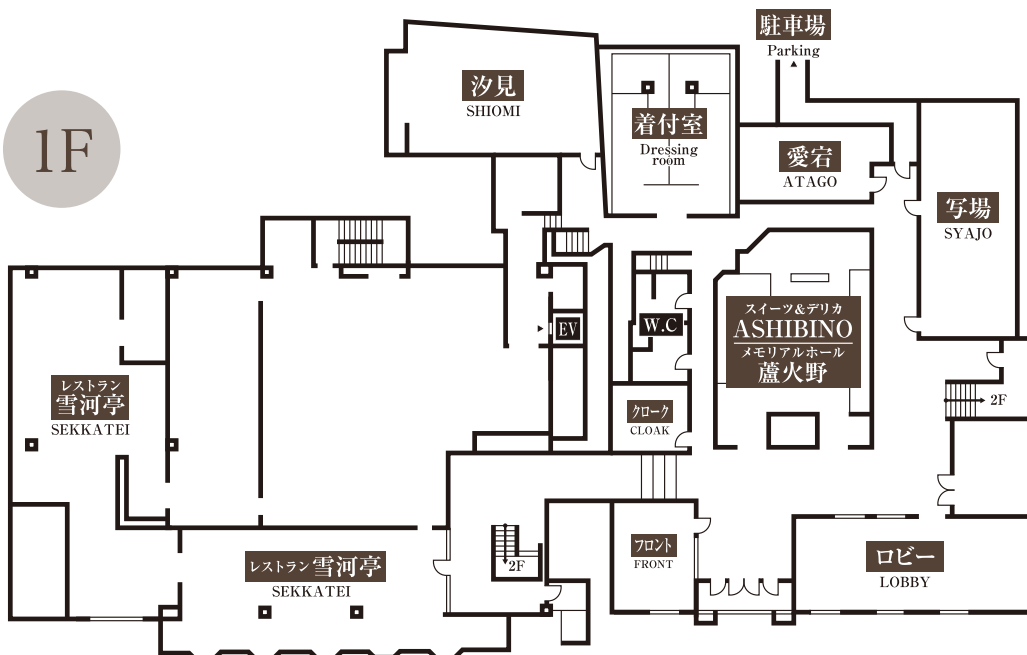 1F
駐車場
Parking
汐見
SHIOMI
着付室
Dressing
room
愛宕
ATAGO
写場
SYAJO
スイーツ&デリカ
ASHIBINO
メモリアルホール
蘆火野
W.C
EV
レストラン
雪河亭
SEKKATEI
クローク
CLOAK
2F
レストラン 雪河亭
SEKKATEI
2F
フロント
FRONT
ロビー
LOBBY